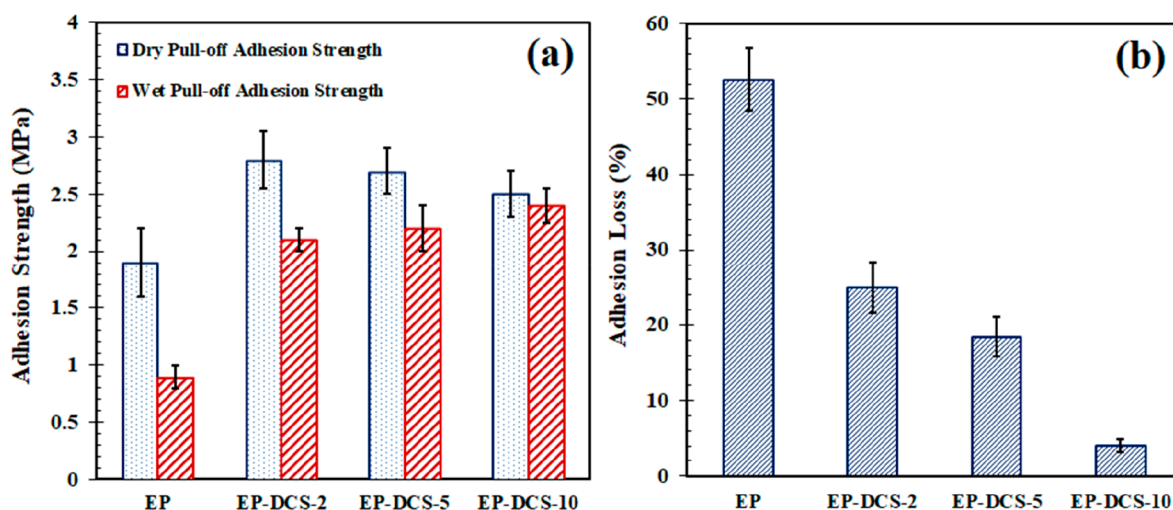 4
3.5
3
2.5
2
1.5
1
0.5
0
Adhesion Strength (MPa)
Dry Pull-off Adhesion Strength
Wet Pull-off Adhesion Strength
(a)
EP EP-DCS-2 EP-DCS-5 EP-DCS-10
60
50
40
30
20
10
0
Adhesion Loss (%)
(b)
EP EP-DCS-2 EP-DCS-5 EP-DCS-10